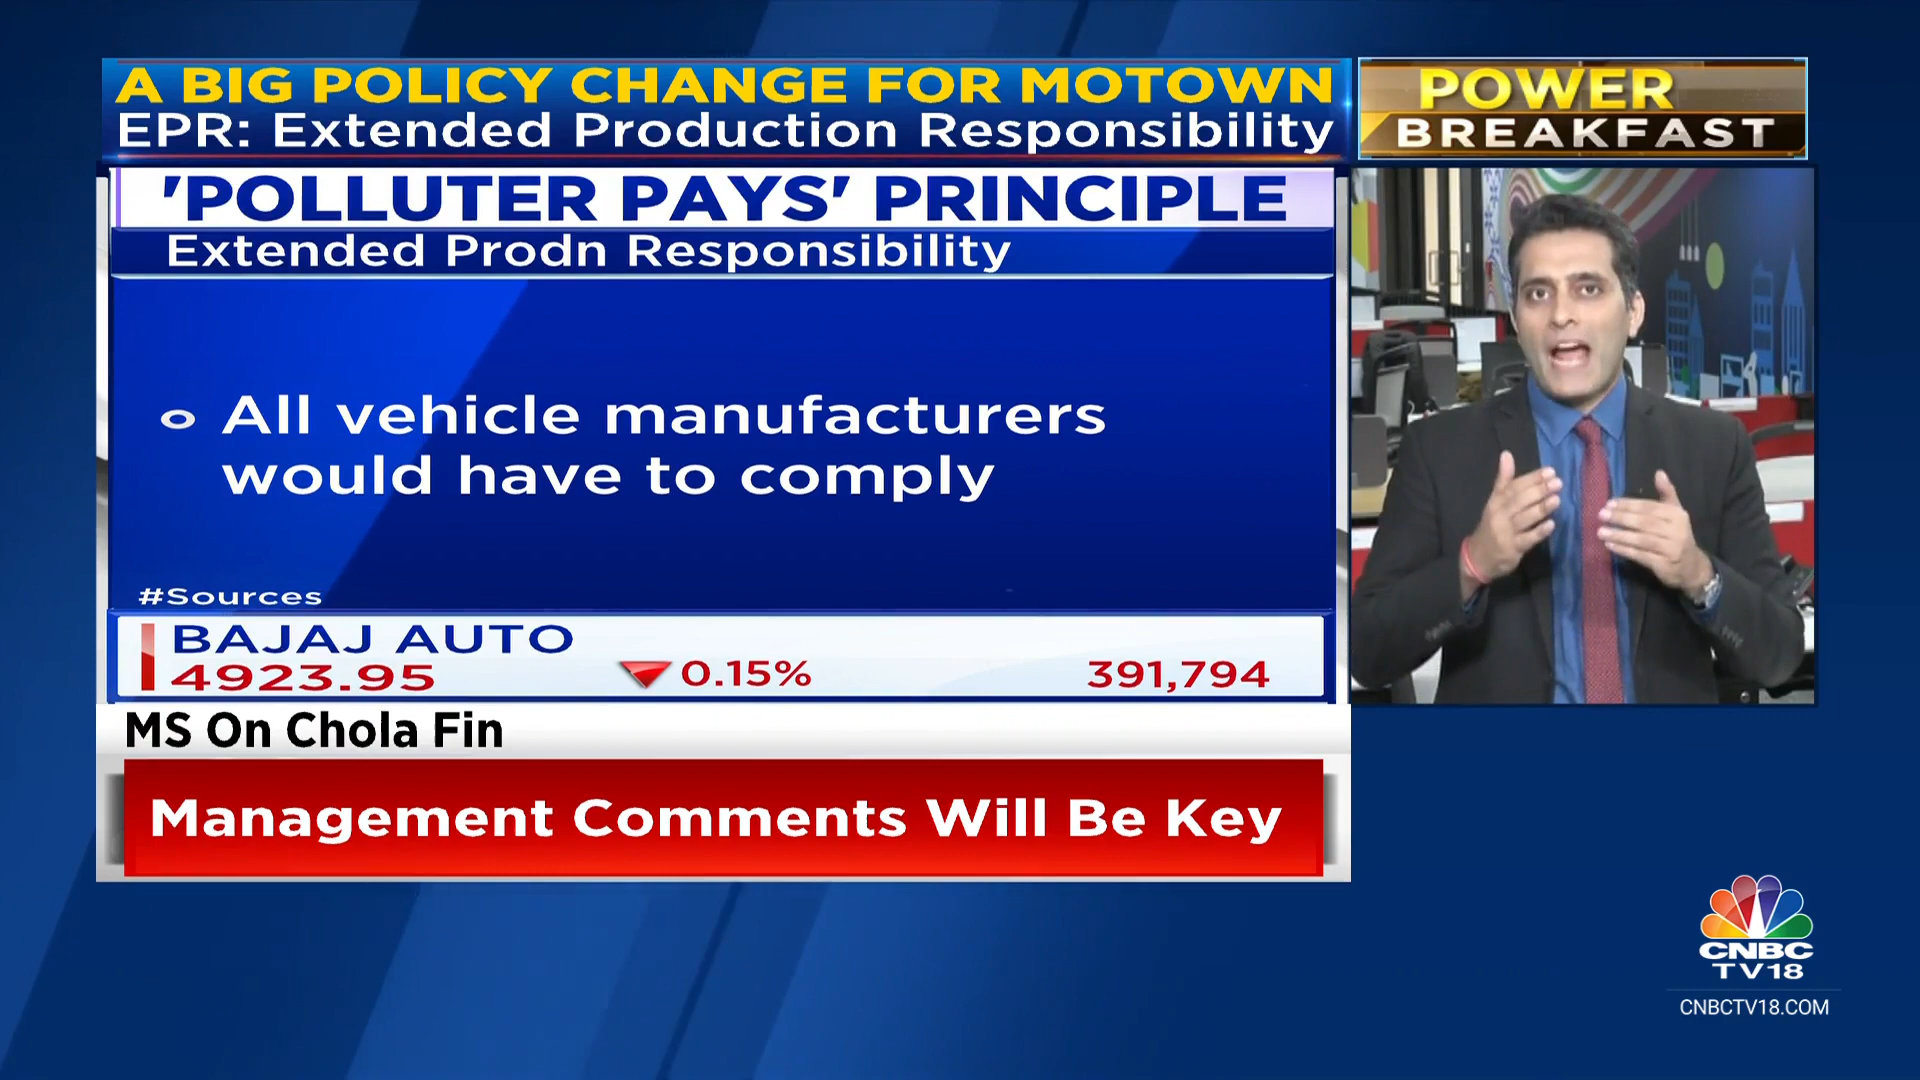 A BIG POLICY CHANGE FOR MOTOWN
EPR: Extended Production Responsibility
POWER
BREAKFAST
'POLLUTER PAYS' PRINCIPLE
Extended Prodn Responsibility
o All vehicle manufacturers
would have to comply
#Sources
BAJAJ AUTO
4923.95 ▼ 0.15% 391,794
MS On Chola Fin
Management Comments Will Be Key
CNBC
TV18
CNBCTV18.COM